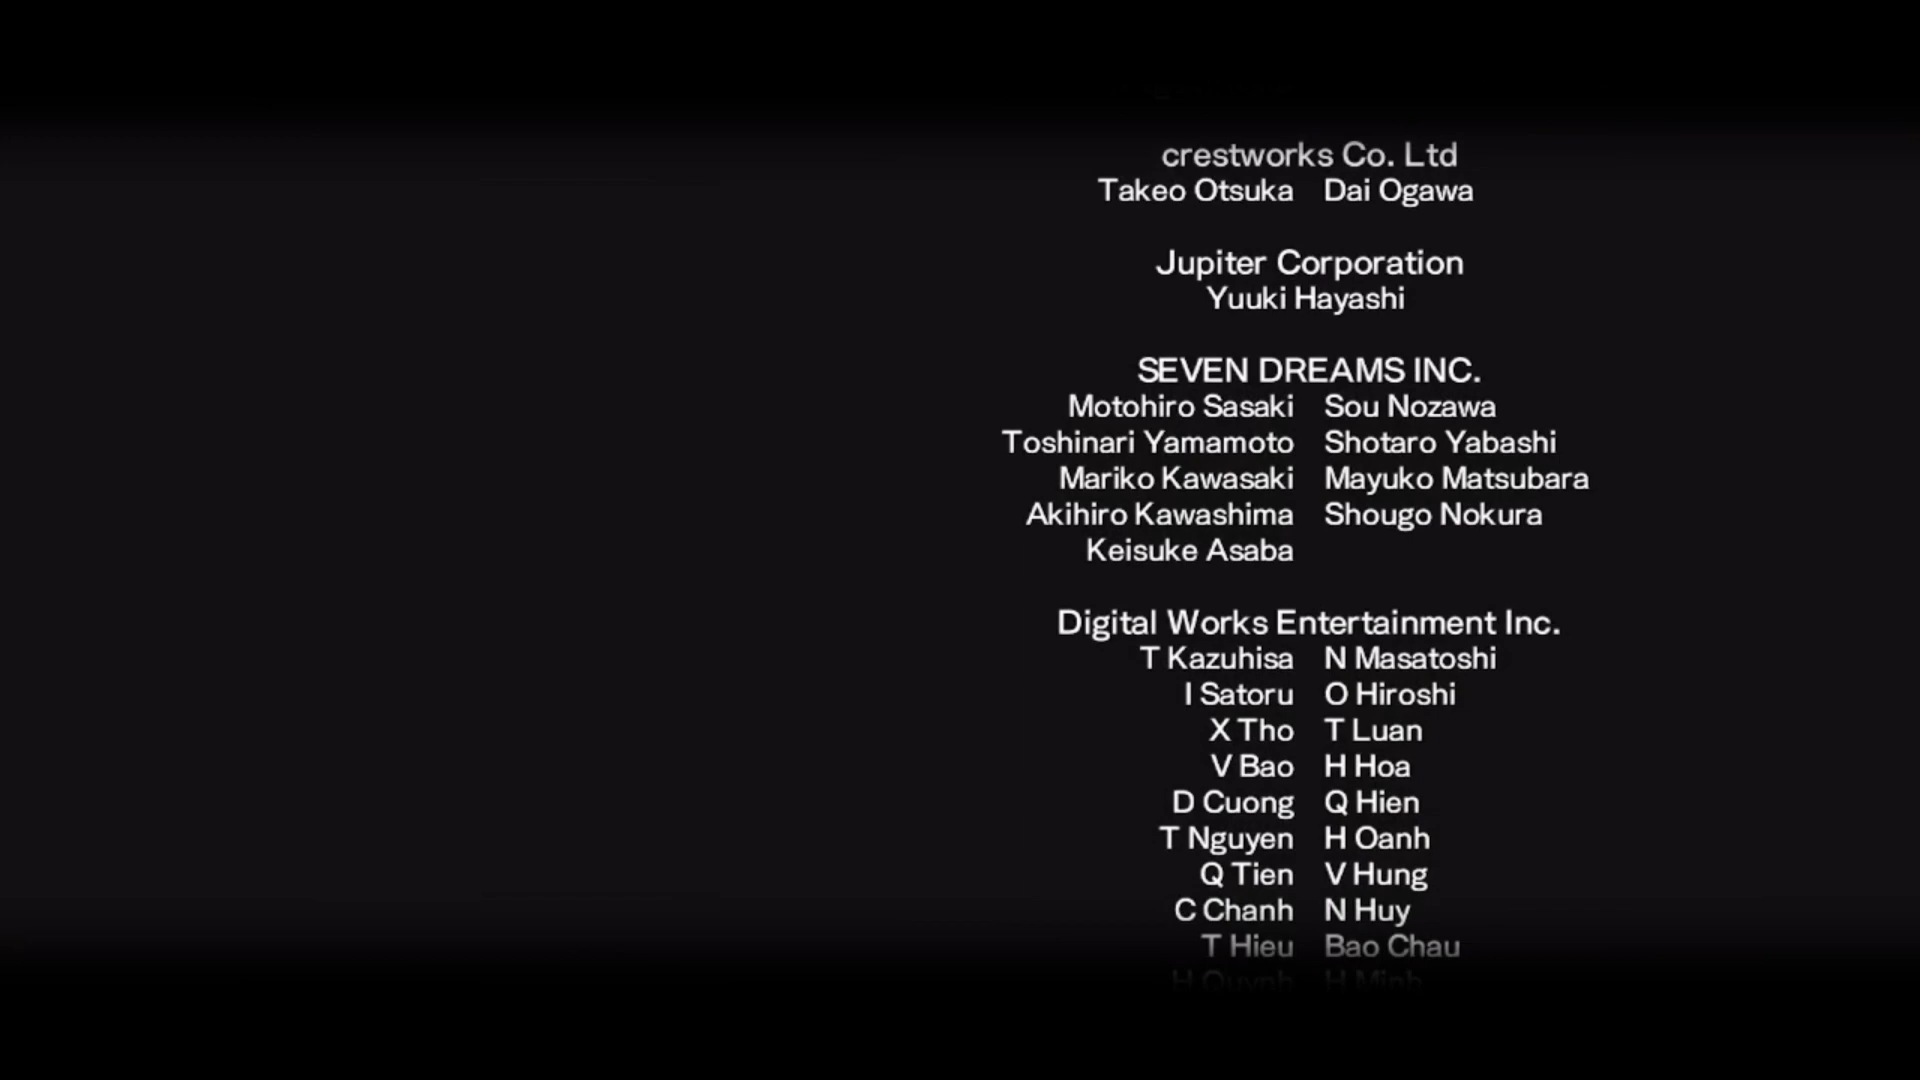 crestworks Co. Ltd
Takeo Otsuka Dai Ogawa
Jupiter Corporation
Yuuki Hayashi
SEVEN DREAMS INC.
Motohiro Sasaki Sou Nozawa
Toshinari Yamamoto Shotaro Yabashi
Mariko Kawasaki Mayuko Matsubara
Akihiro Kawashima Shougo Nokura
Keisuke Asaba
Digital Works Entertainment Inc.
T Kazuhisa N Masatoshi
I Satoru O Hiroshi
X Tho T Luan
V Bao H Hoa
D Cuong Q Hien
T Nguyen H Oanh
Q Tien V Hung
C Chanh N Huy
T Hieu Bao Chau
H Quynh H Minh